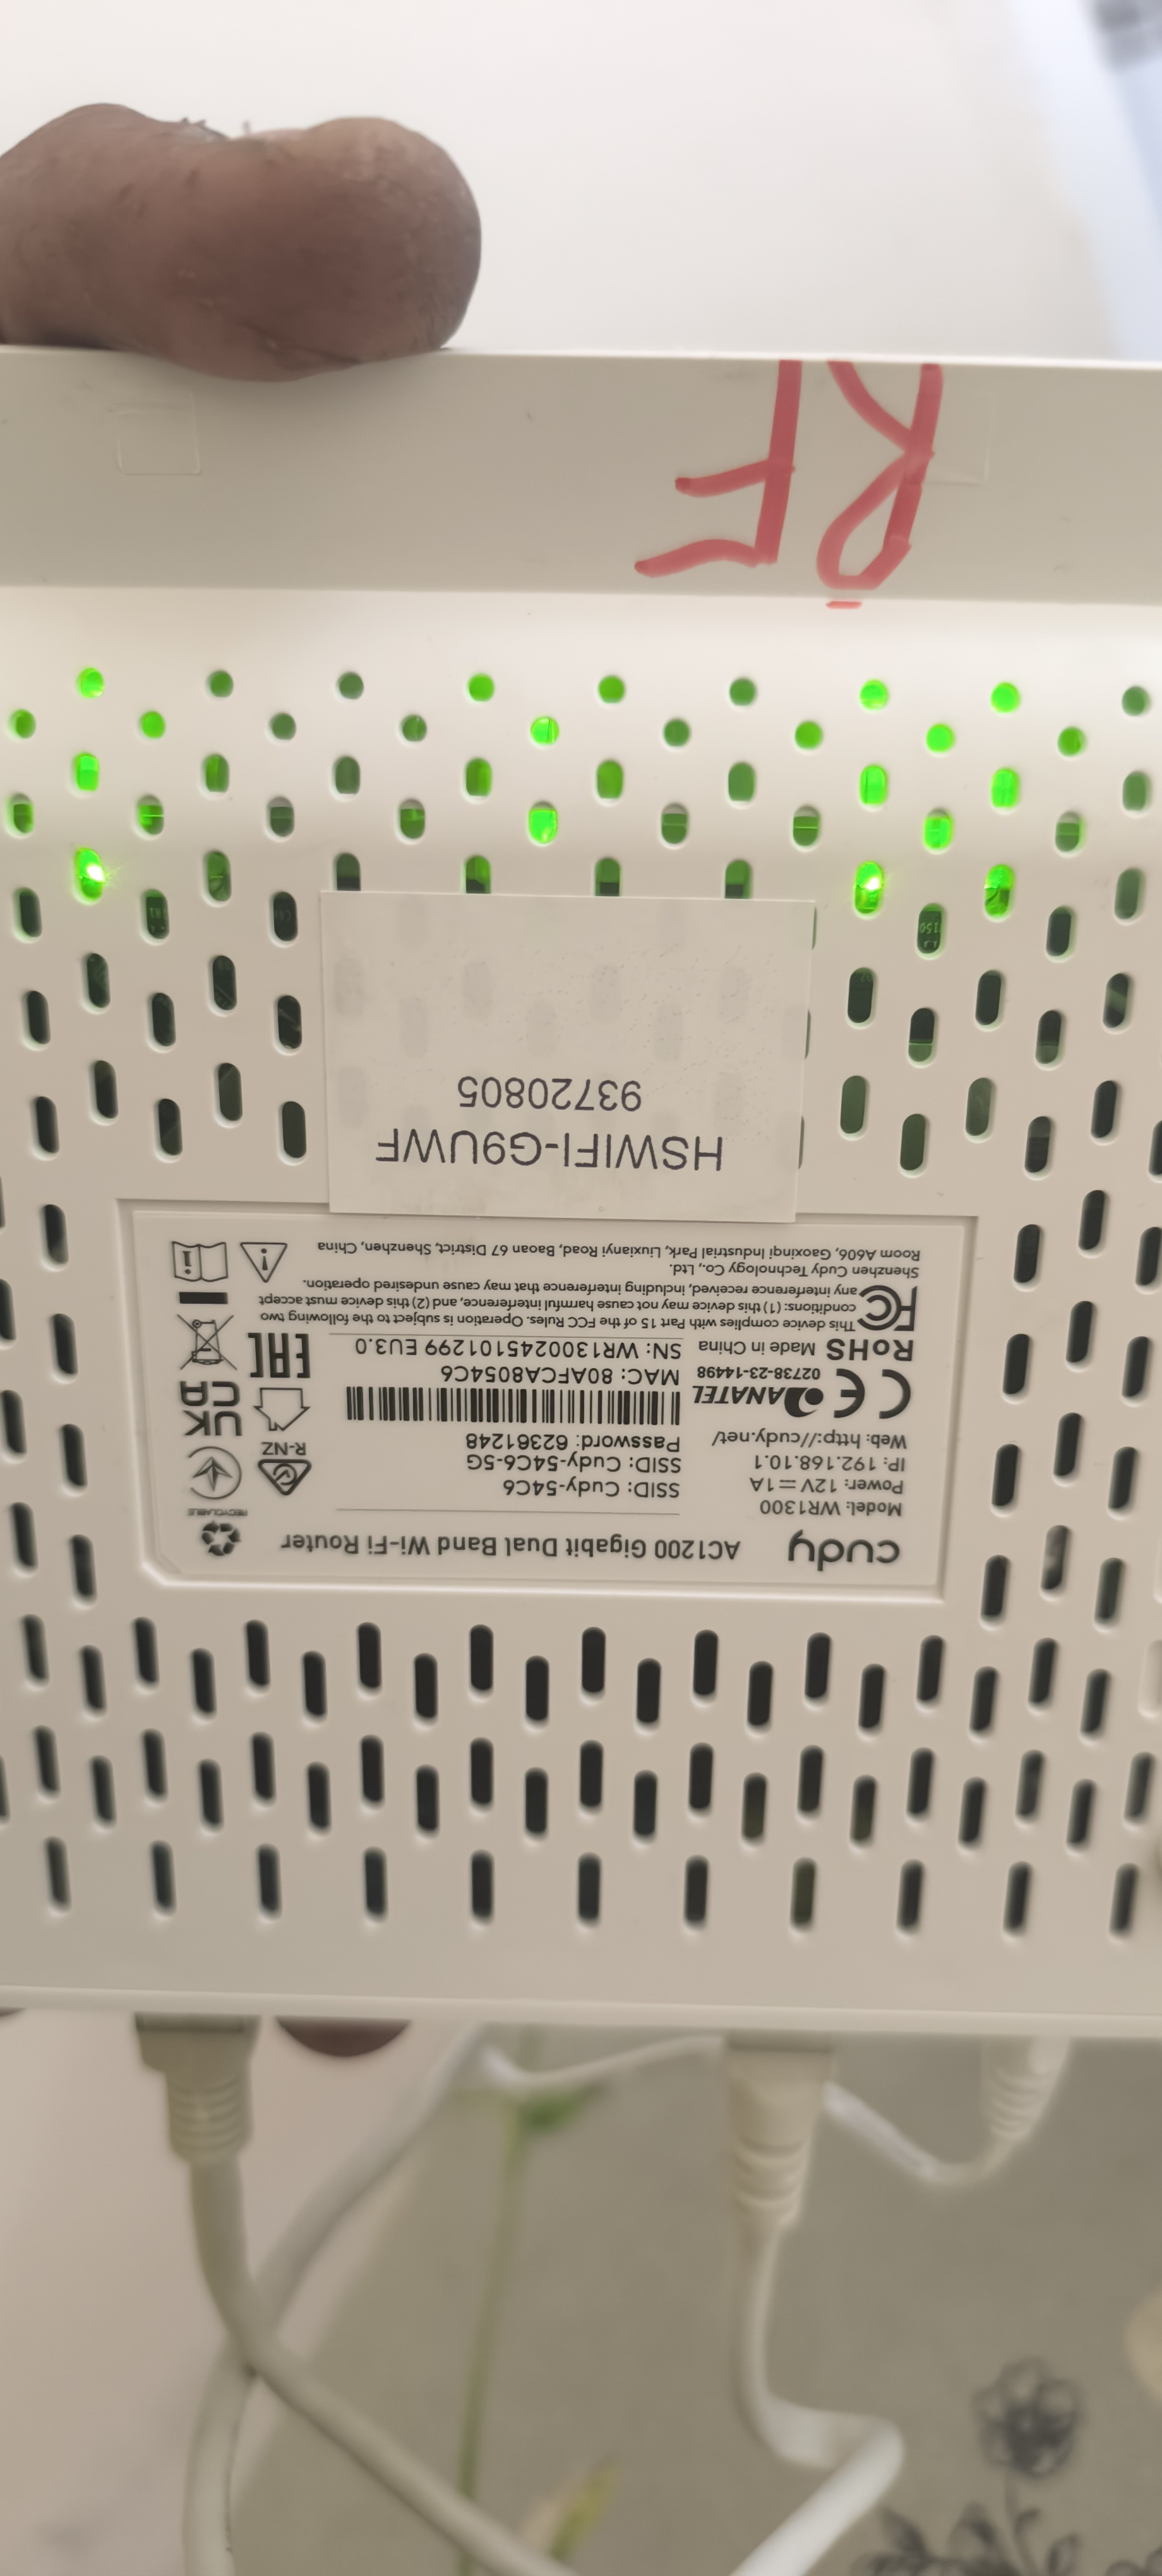 cudy
AC1200 Gigabit Dual Band Wi-Fi Router
Model: WR1300
Power: 12V⎓1A
IP: 192.168.10.1
Web: http://cudy.net/
SSID: Cudy-54C6
SSID: Cudy-54C6-5G
Password: 62361248
CE ANATEL
02738-23-14498
MAC: 80AFCA8054C6
RoHS Made in China
SN: WR1300245101299 EU3.0
RECYCLABLE
R-NZ
UK
CA
EAC
FC
This device complies with Part 15 of the FCC Rules. Operation is subject to the following two
conditions: (1) this device may not cause harmful interference, and (2) this device must accept
any interference received, including interference that may cause undesired operation.
Shenzhen Cudy Technology Co., Ltd.
Room A606, Gaoxinqi Industrial Park, Liuxianyi Road, Baoan 67 District, Shenzhen, China
HSWIFI-G9UWF
93720805
RF